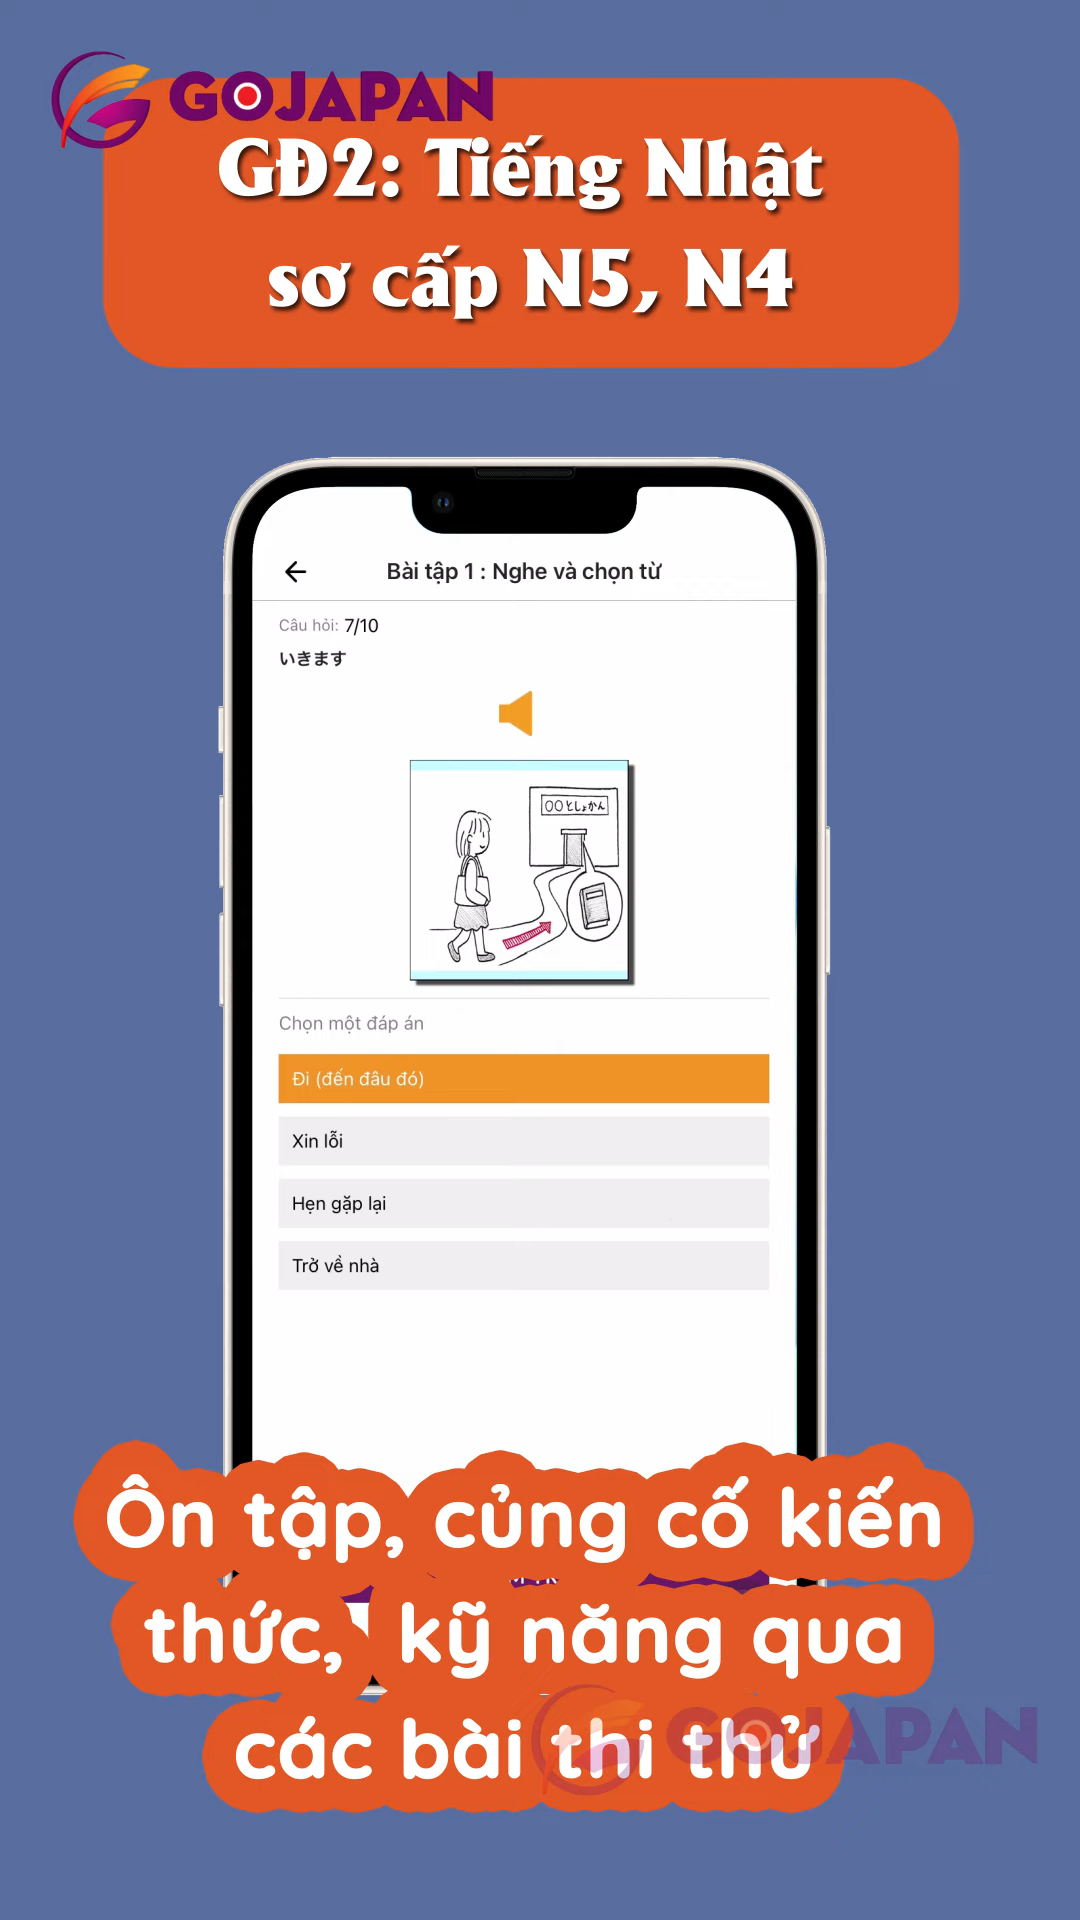 GOJAPAN
GĐ2: Tiếng Nhật
sơ cấp N5, N4
Bài tập 1 : Nghe và chọn từ
Câu hỏi: 7/10
いきます
〇〇としょかん
Chọn một đáp án
Đi (đến đâu đó)
Xin lỗi
Hẹn gặp lại
Trở về nhà
Ôn tập, củng cố kiến
thức, kỹ năng qua
các bài thi thử
GOJAPAN